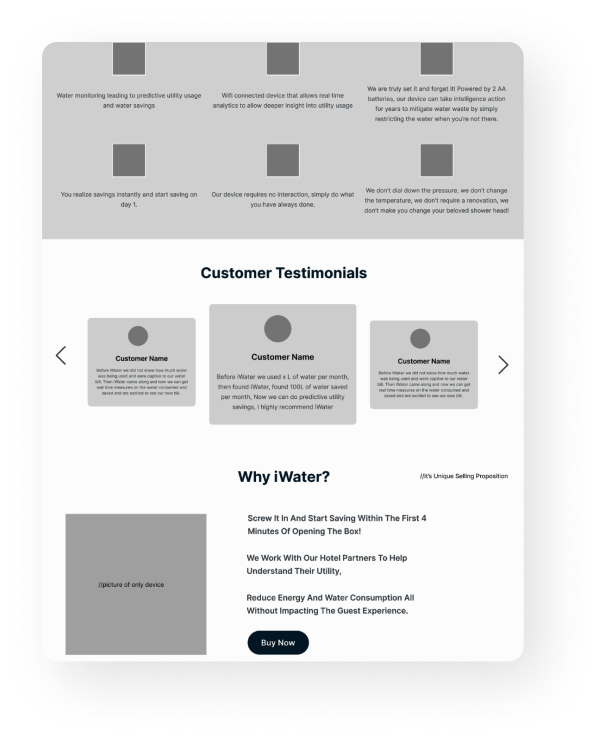 Water monitoring leading to predictive utility usage
and water savings
Wifi connected device that allows real time
analytics to allow deeper insight into utility usage
We are truly set it and forget it! Powered by 2 AA
batteries, our device can take intelligence action
for years to mitigate water waste by simply
restricting the water when you're not there.
You realize savings instantly and start saving on
day 1.
Our device requires no interaction, simply do what
you have always done.
We don't dial down the pressure, we don't change
the temperature, we don't require a renovation, we
don't make you change your beloved shower head!
Customer Testimonials
Customer Name
Before iWater we did not know how much water
was being used and were captive to our water
bill. Then iWater came along and now we can get
real time measures on the water consumed and
saved and are excited to see our new bill.
Customer Name
Before iWater we used x L of water per month,
then found iWater, found 100L of water saved
per month, Now we can do predictive utility
savings, I highly recommend iWater
Customer Name
Before iWater we did not know how much water
was being used and were captive to our water
bill. Then iWater came along and now we can get
real time measures on the water consumed and
saved and are excited to see our new bill.
Why iWater?
//it's Unique Selling Proposition
//picture of only device
Screw It In And Start Saving Within The First 4
Minutes Of Opening The Box!
We Work With Our Hotel Partners To Help
Understand Their Utility,
Reduce Energy And Water Consumption All
Without Impacting The Guest Experience.
Buy Now